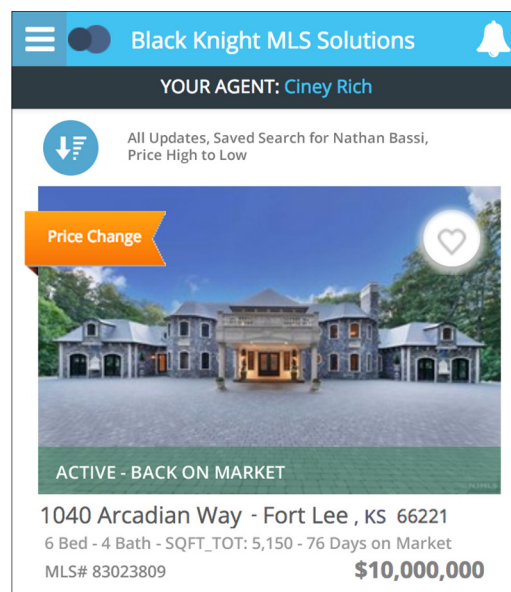 Black Knight MLS Solutions
YOUR AGENT: Ciney Rich
All Updates, Saved Search for Nathan Bassi,
Price High to Low
Price Change
ACTIVE - BACK ON MARKET
1040 Arcadian Way - Fort Lee , KS 66221
6 Bed - 4 Bath - SQFT_TOT: 5,150 - 76 Days on Market
MLS# 83023809 $10,000,000